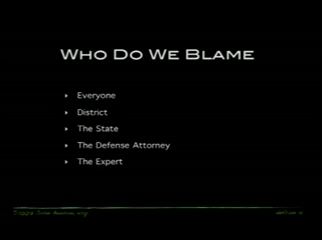 WHO DO WE BLAME
Everyone
District
The State
The Defense Attorney
The Expert